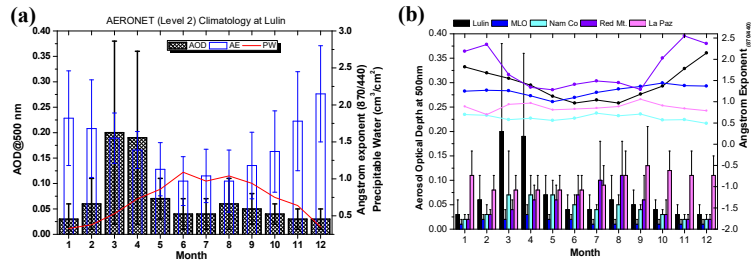 (a)
AERONET (Level 2) Climatology at Lulin
AOD AE PW
0.40
0.35
0.30
0.25
0.20
0.15
0.10
0.05
0.00
AOD@500 nm
3.0
2.5
2.0
1.5
1.0
0.5
Angstrom exponent (870/440)
Precipitable Water (cm³/cm²)
1 2 3 4 5 6 7 8 9 10 11 12
Month
(b)
Lulin MLO Nam Co Red Mt. La Paz
0.40
0.35
0.30
0.25
0.20
0.15
0.10
0.05
0.00
Aerosol Optical Depth at 500nm
2.5
2.0
1.5
1.0
0.5
0.0
-0.5
-1.0
-1.5
-2.0
Angstrom Exponent (870/440)
1 2 3 4 5 6 7 8 9 10 11 12
Month